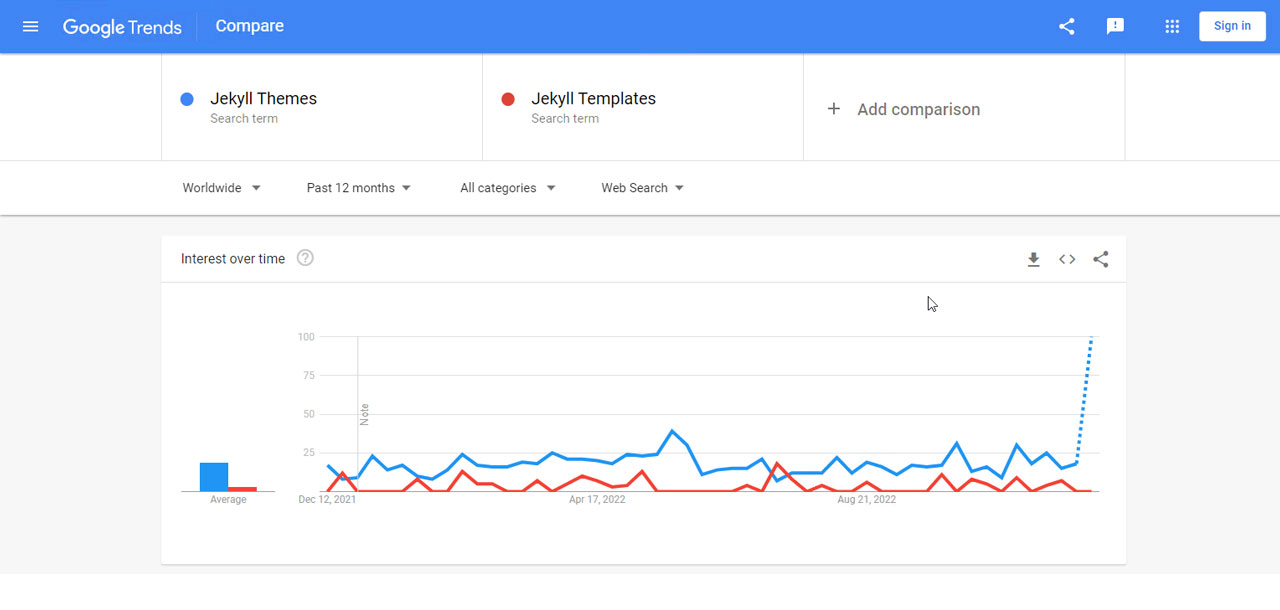 Google Trends Compare Sign in
Jekyll Themes
Search term
Jekyll Templates
Search term
+ Add comparison
Worldwide Past 12 months All categories Web Search
Interest over time ?
100
75
50
25
Note
Average
Dec 12, 2021 Apr 17, 2022 Aug 21, 2022